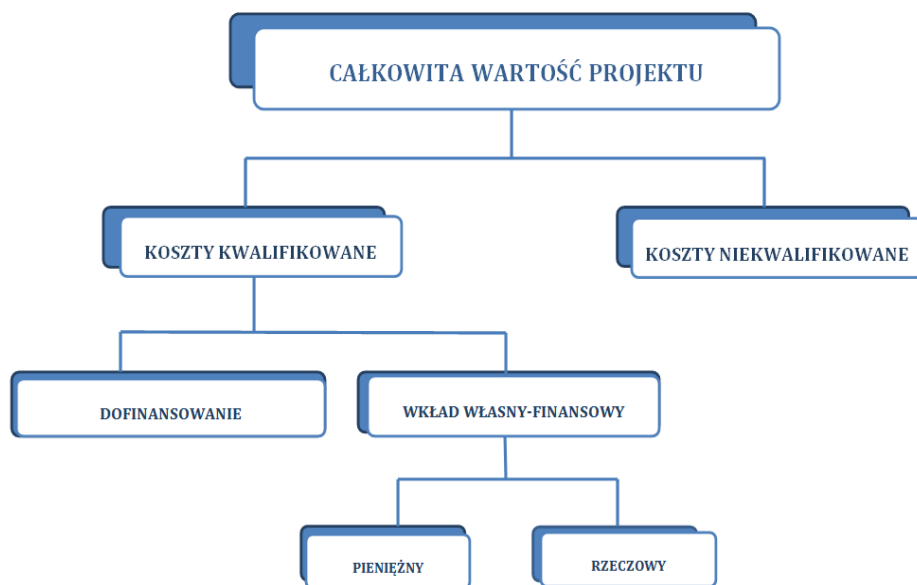 CAŁKOWITA WARTOŚĆ PROJEKTU
KOSZTY KWALIFIKOWANE
KOSZTY NIEKWALIFIKOWANE
DOFINANSOWANIE
WKŁAD WŁASNY-FINANSOWY
PIENIĘŻNY
RZECZOWY